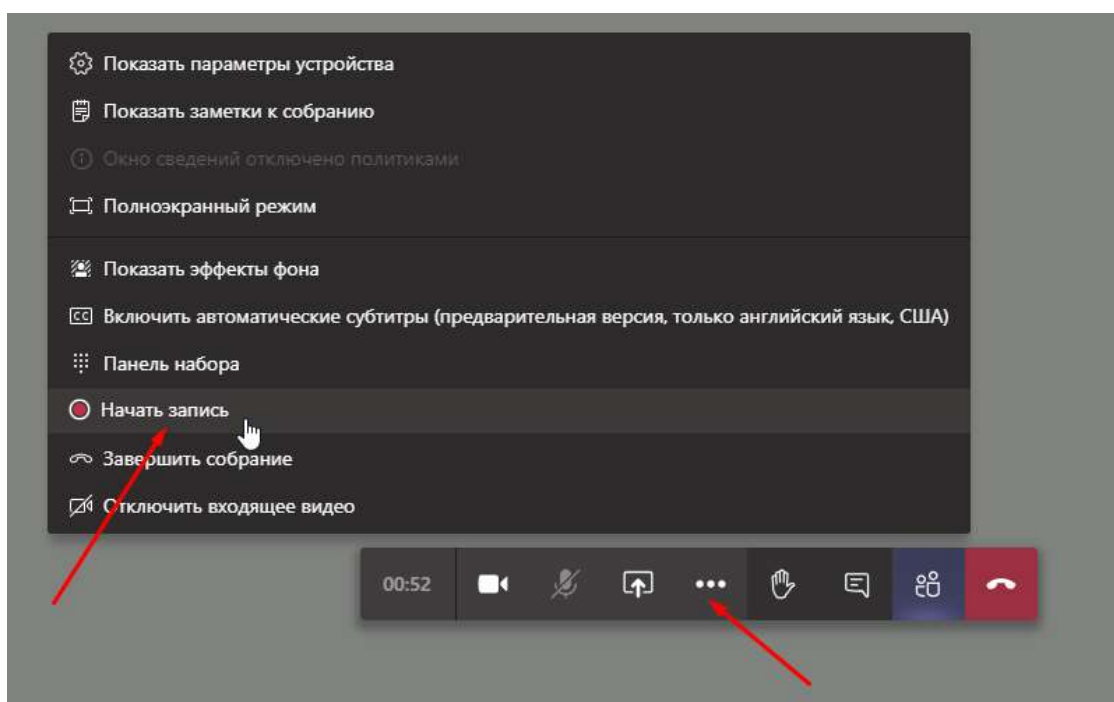 Показать параметры устройства
Показать заметки к собранию
Окно сведений отключено политиками
Полноэкранный режим
Показать эффекты фона
CC Включить автоматические субтитры (предварительная версия, только английский язык, США)
Панель набора
Начать запись
Завершить собрание
Отключить входящее видео
00:52